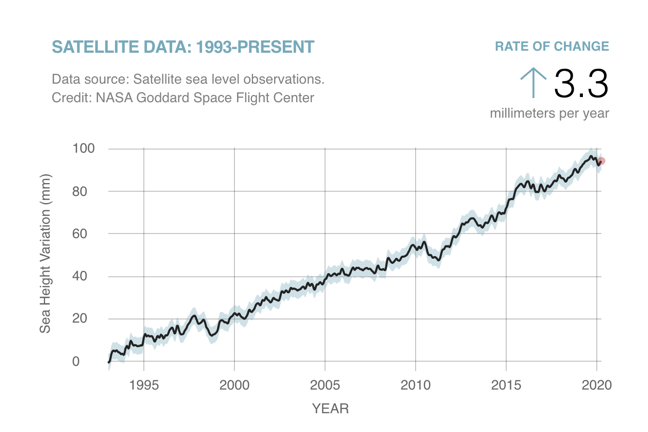 SATELLITE DATA: 1993-PRESENT
Data source: Satellite sea level observations.
Credit: NASA Goddard Space Flight Center
RATE OF CHANGE
↑ 3.3
millimeters per year
Sea Height Variation (mm)
100
80
60
40
20
0
1995 2000 2005 2010 2015 2020
YEAR